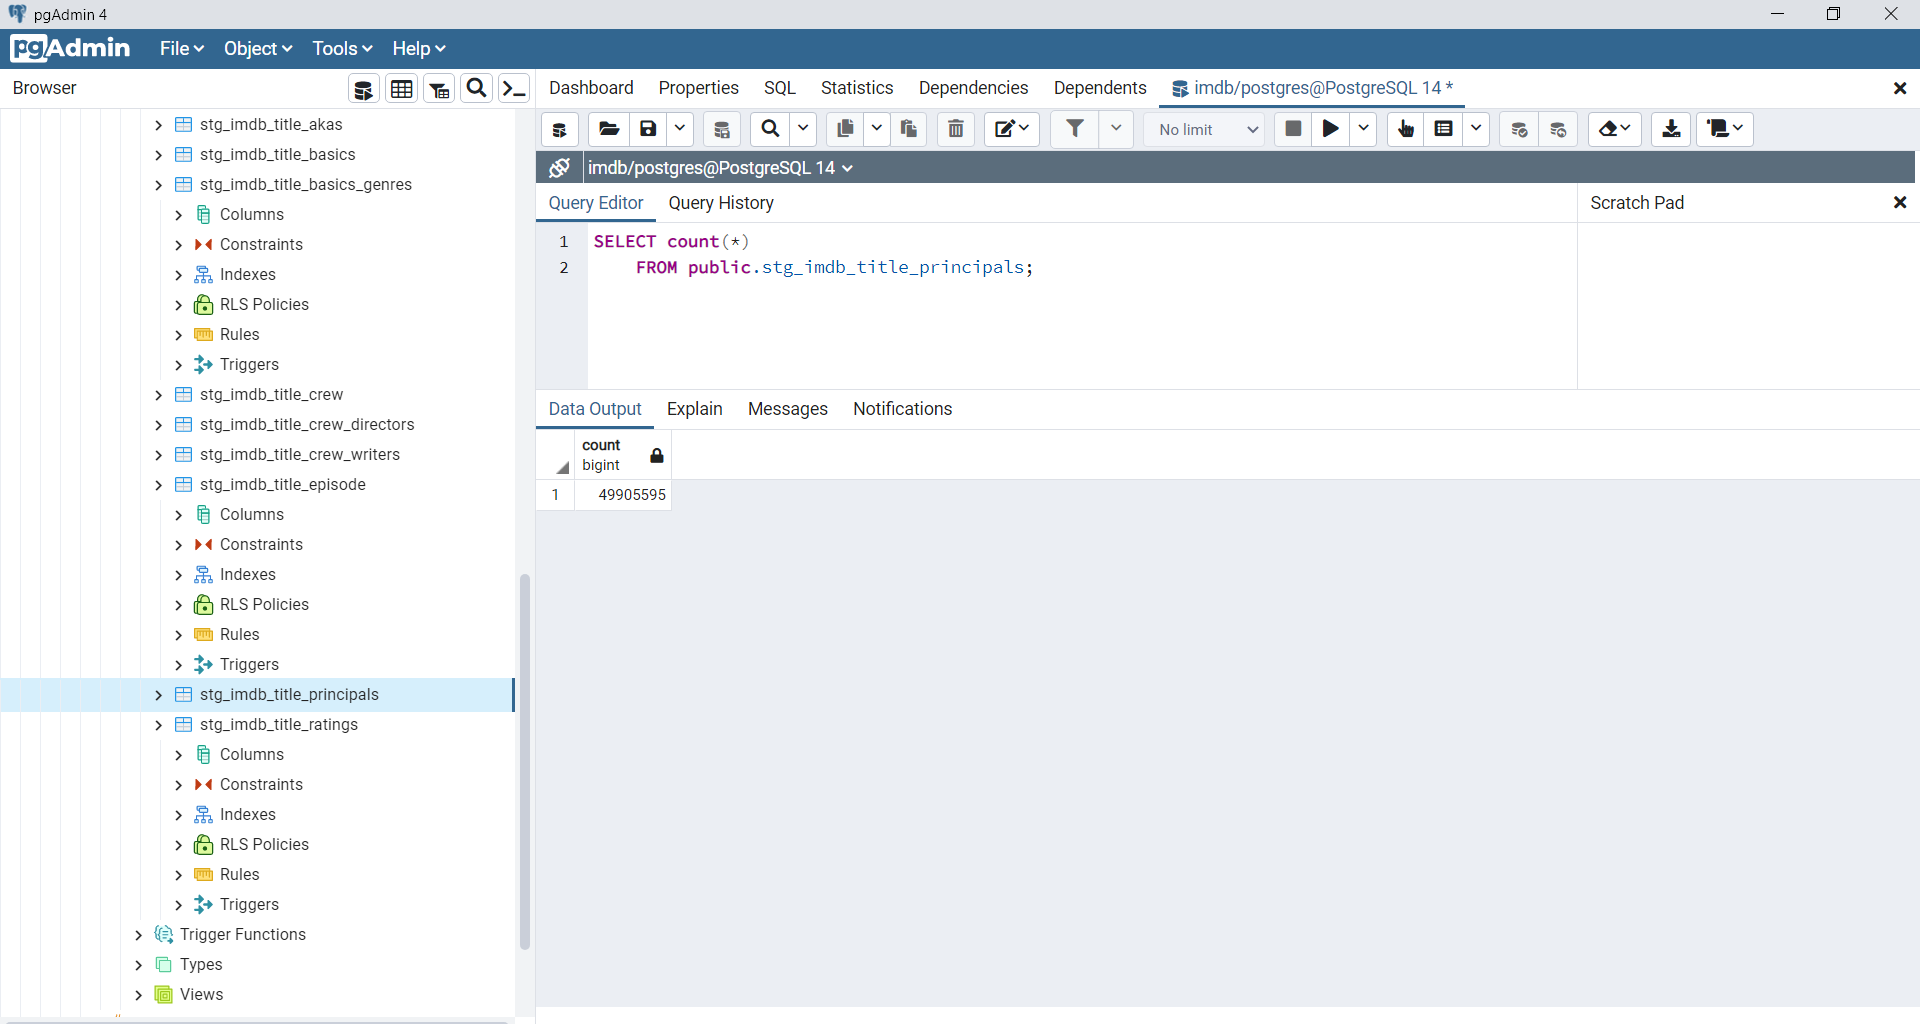 pgAdmin 4
pgAdmin File Object Tools Help
Browser
Dashboard Properties SQL Statistics Dependencies Dependents imdb/postgres@PostgreSQL 14 *
No limit
imdb/postgres@PostgreSQL 14
Query Editor Query History
Scratch Pad
1 SELECT count(*)
2 FROM public.stg_imdb_title_principals;
Data Output Explain Messages Notifications
count
bigint
1 49905595
stg_imdb_title_akas
stg_imdb_title_basics
stg_imdb_title_basics_genres
Columns
Constraints
Indexes
RLS Policies
Rules
Triggers
stg_imdb_title_crew
stg_imdb_title_crew_directors
stg_imdb_title_crew_writers
stg_imdb_title_episode
Columns
Constraints
Indexes
RLS Policies
Rules
Triggers
stg_imdb_title_principals
stg_imdb_title_ratings
Columns
Constraints
Indexes
RLS Policies
Rules
Triggers
Trigger Functions
Types
Views